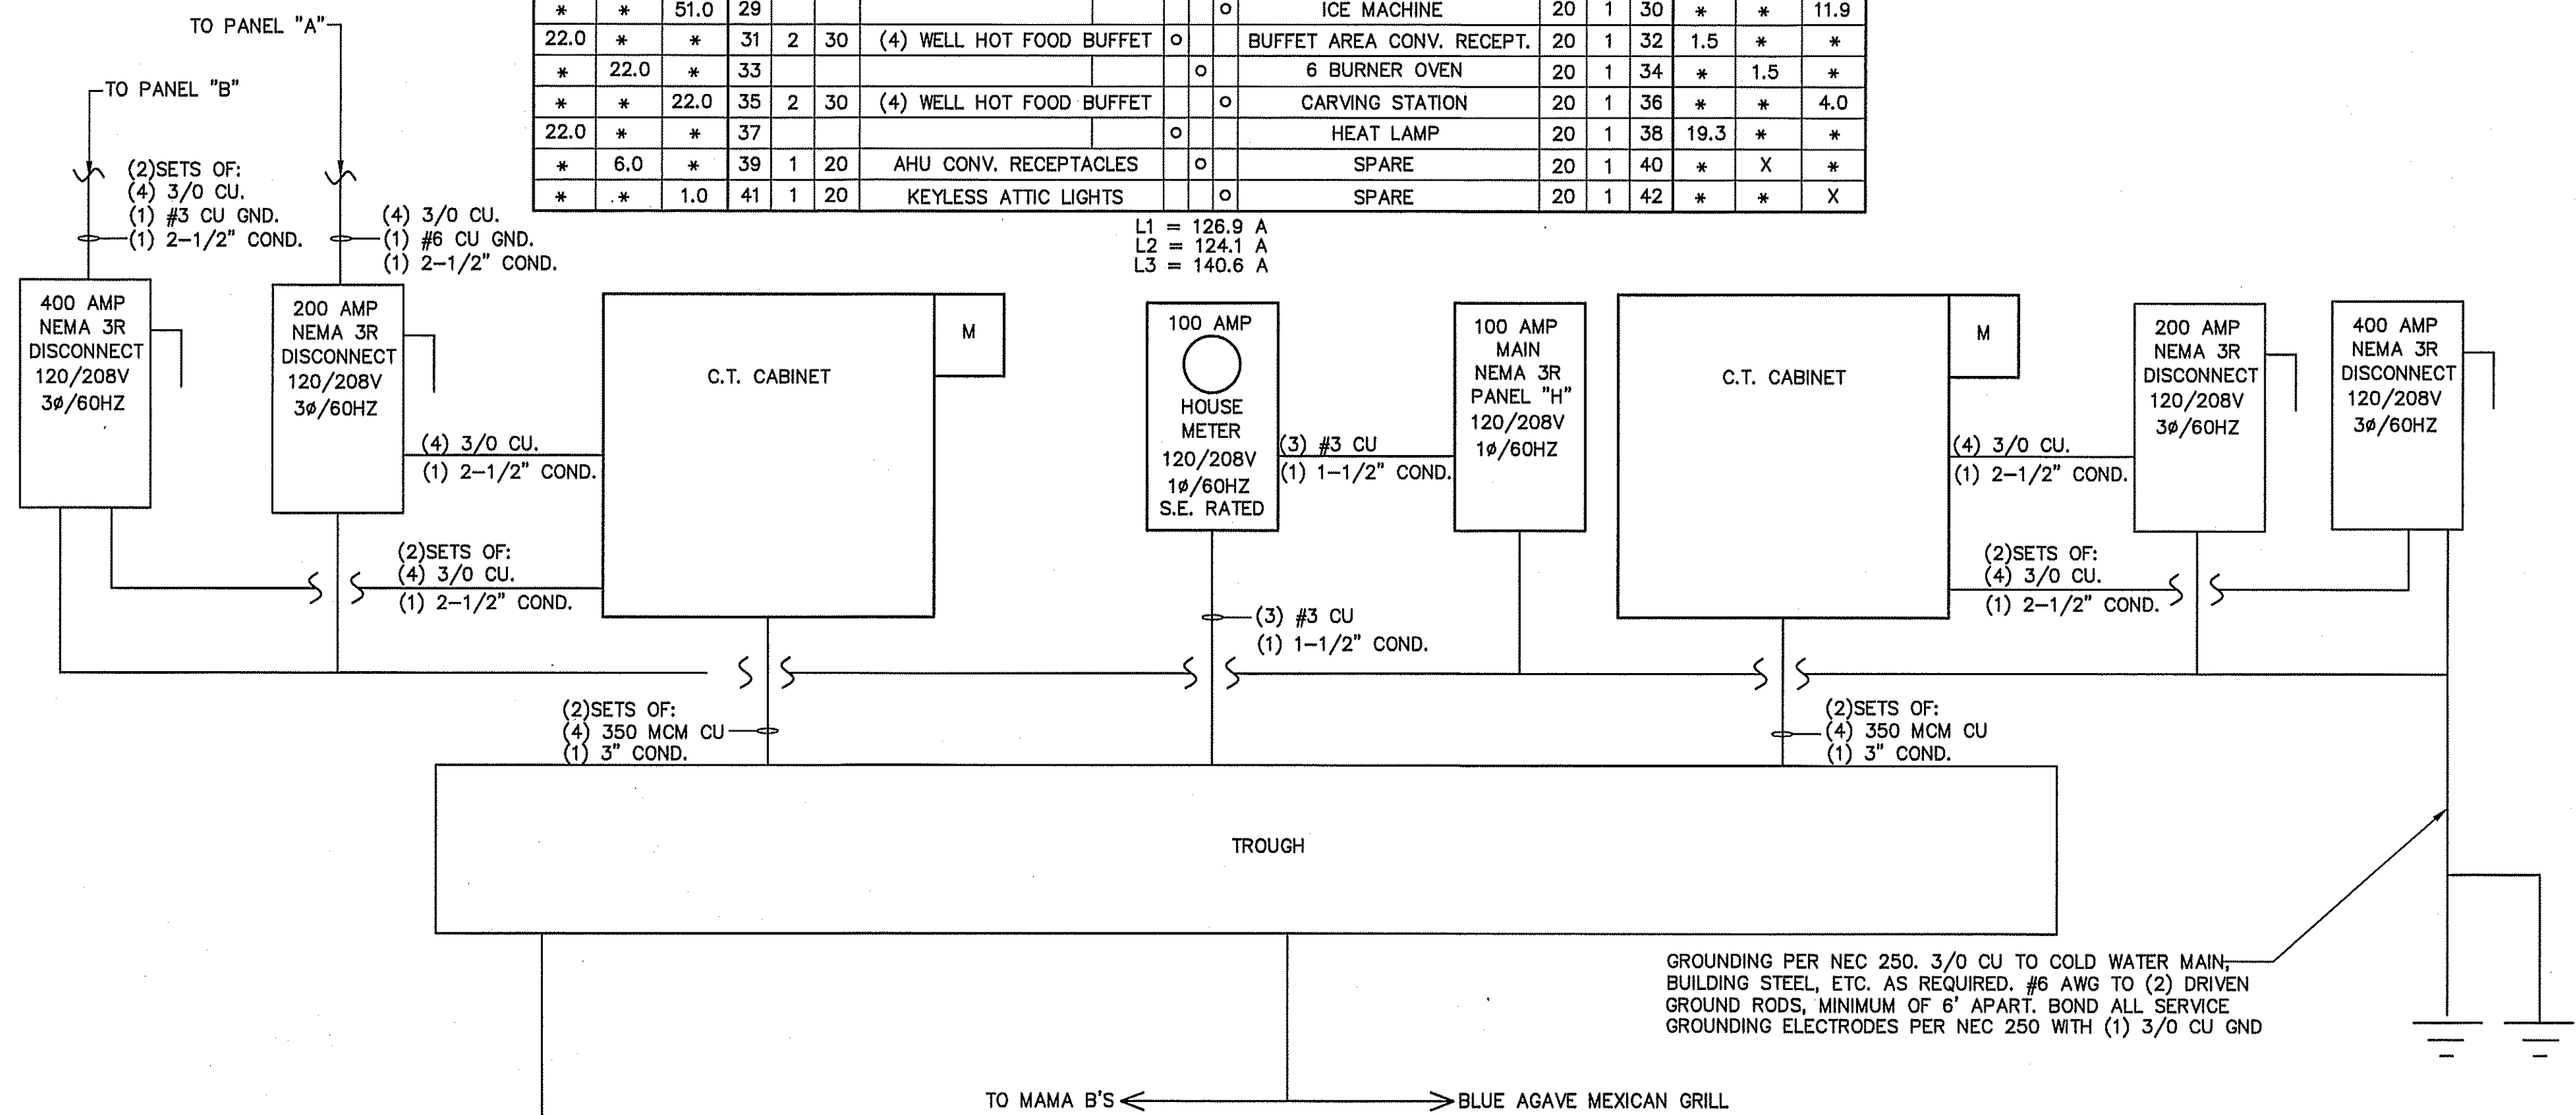 * * 51.0 29 o ICE MACHINE 20 1 30 * * 11.9
22.0 * * 31 2 30 (4) WELL HOT FOOD BUFFET o BUFFET AREA CONV. RECEPT. 20 1 32 1.5 * *
* 22.0 * 33 o 6 BURNER OVEN 20 1 34 * 1.5 *
* * 22.0 35 2 30 (4) WELL HOT FOOD BUFFET o CARVING STATION 20 1 36 * * 4.0
22.0 * * 37 o HEAT LAMP 20 1 38 19.3 * *
* 6.0 * 39 1 20 AHU CONV. RECEPTACLES o SPARE 20 1 40 * X *
* * 1.0 41 1 20 KEYLESS ATTIC LIGHTS o SPARE 20 1 42 * * X
L1 = 126.9 A
L2 = 124.1 A
L3 = 140.6 A
TO PANEL "A"
TO PANEL "B"
(2)SETS OF:
(4) 3/0 CU.
(1) #3 CU GND.
(1) 2-1/2" COND.
(4) 3/0 CU.
(1) #6 CU GND.
(1) 2-1/2" COND.
400 AMP
NEMA 3R
DISCONNECT
120/208V
3ø/60HZ
200 AMP
NEMA 3R
DISCONNECT
120/208V
3ø/60HZ
(4) 3/0 CU.
(1) 2-1/2" COND.
(2)SETS OF:
(4) 3/0 CU.
(1) 2-1/2" COND.
C.T. CABINET
M
100 AMP
HOUSE
METER
120/208V
1ø/60HZ
S.E. RATED
(3) #3 CU
(1) 1-1/2" COND.
100 AMP
MAIN
NEMA 3R
PANEL "H"
120/208V
1ø/60HZ
(3) #3 CU
(1) 1-1/2" COND.
C.T. CABINET
M
(4) 3/0 CU.
(1) 2-1/2" COND.
(2)SETS OF:
(4) 3/0 CU.
(1) 2-1/2" COND.
200 AMP
NEMA 3R
DISCONNECT
120/208V
3ø/60HZ
400 AMP
NEMA 3R
DISCONNECT
120/208V
3ø/60HZ
(2)SETS OF:
(4) 350 MCM CU
(1) 3" COND.
(2)SETS OF:
(4) 350 MCM CU
(1) 3" COND.
TROUGH
GROUNDING PER NEC 250. 3/0 CU TO COLD WATER MAIN,
BUILDING STEEL, ETC. AS REQUIRED. #6 AWG TO (2) DRIVEN
GROUND RODS, MINIMUM OF 6' APART. BOND ALL SERVICE
GROUNDING ELECTRODES PER NEC 250 WITH (1) 3/0 CU GND
TO MAMA B'S
BLUE AGAVE MEXICAN GRILL